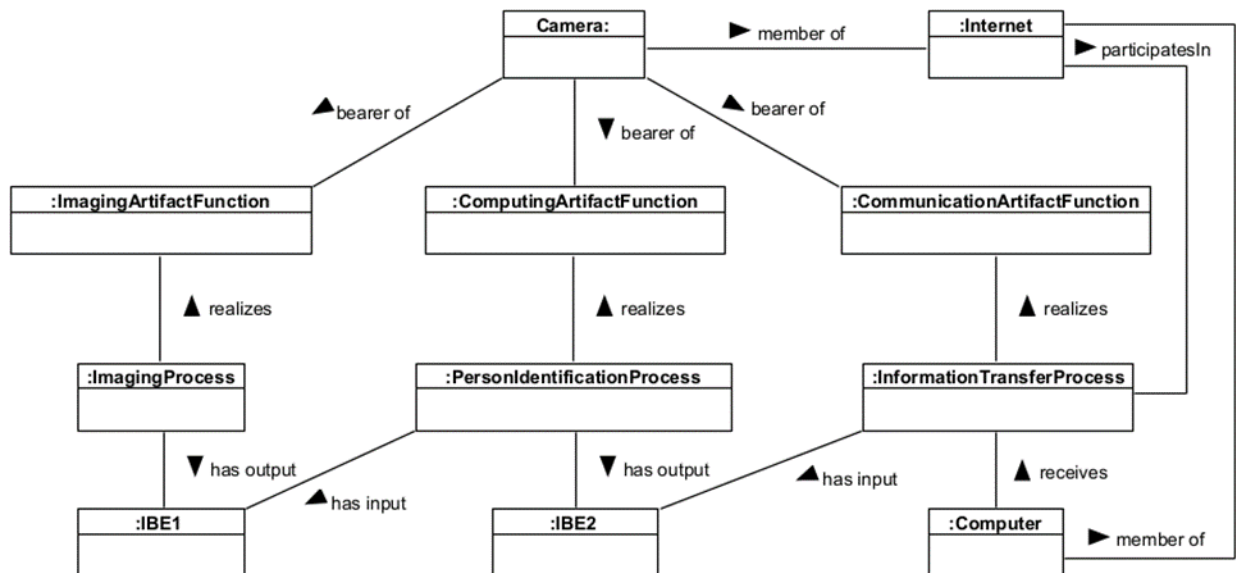 Camera:
:Internet
member of
participatesIn
bearer of
bearer of
bearer of
:ImagingArtifactFunction
:ComputingArtifactFunction
:CommunicationArtifactFunction
realizes
realizes
realizes
:ImagingProcess
:PersonIdentificationProcess
:InformationTransferProcess
has output
has input
has output
has input
receives
:IBE1
:IBE2
:Computer
member of